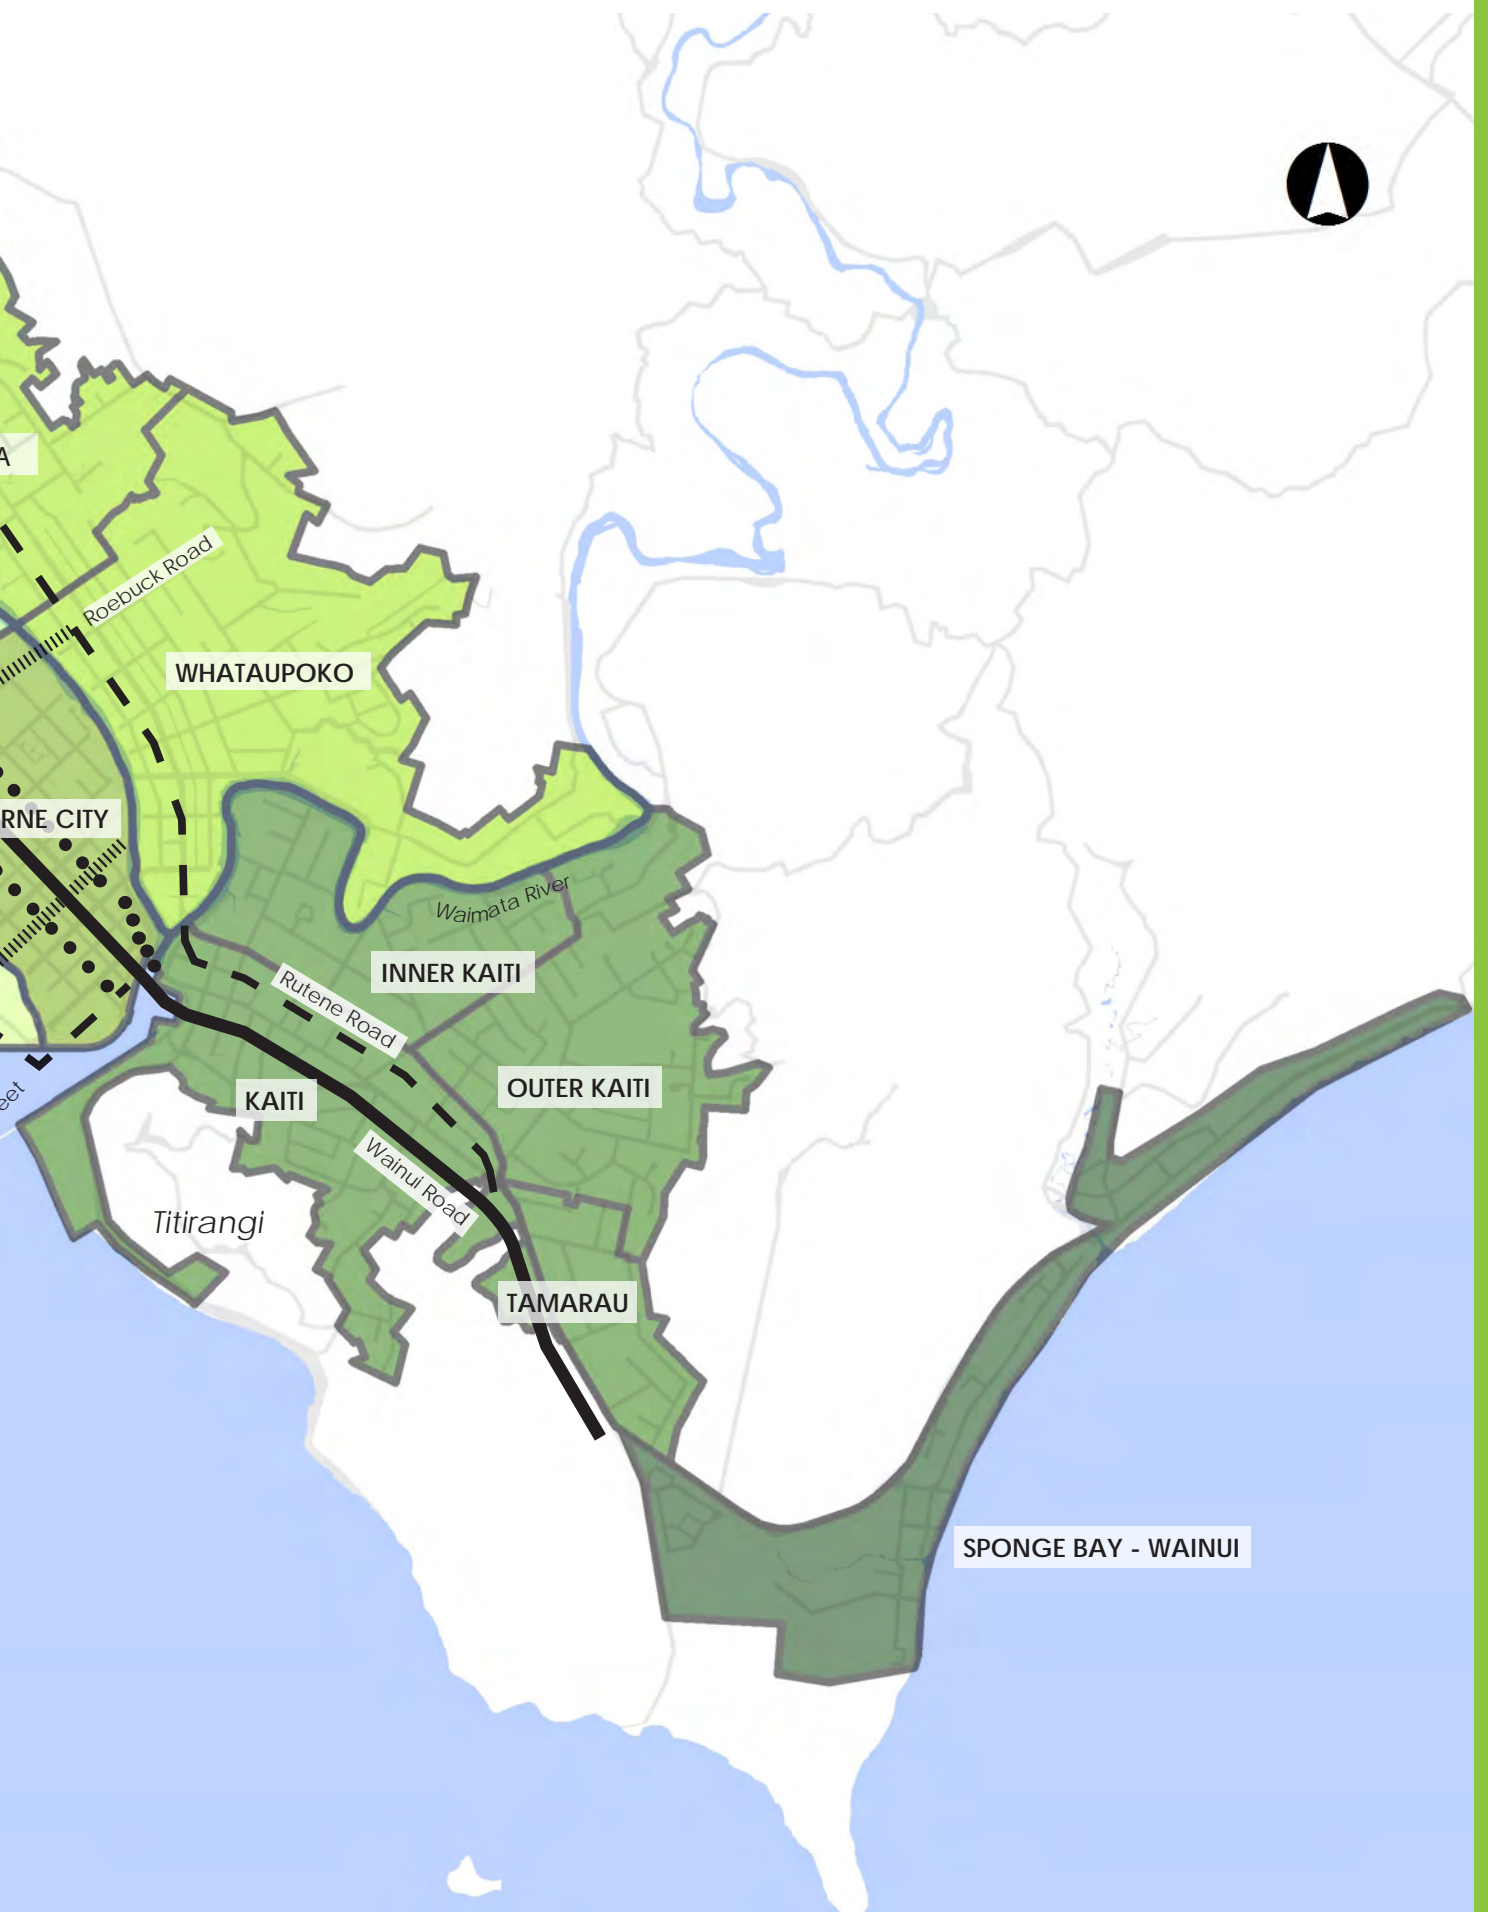 A
Roebuck Road
WHATAUPOKO
RNE CITY
Waimata River
INNER KAITI
Rutene Road
OUTER KAITI
KAITI
eet
Wainui Road
Titirangi
TAMARAU
SPONGE BAY - WAINUI